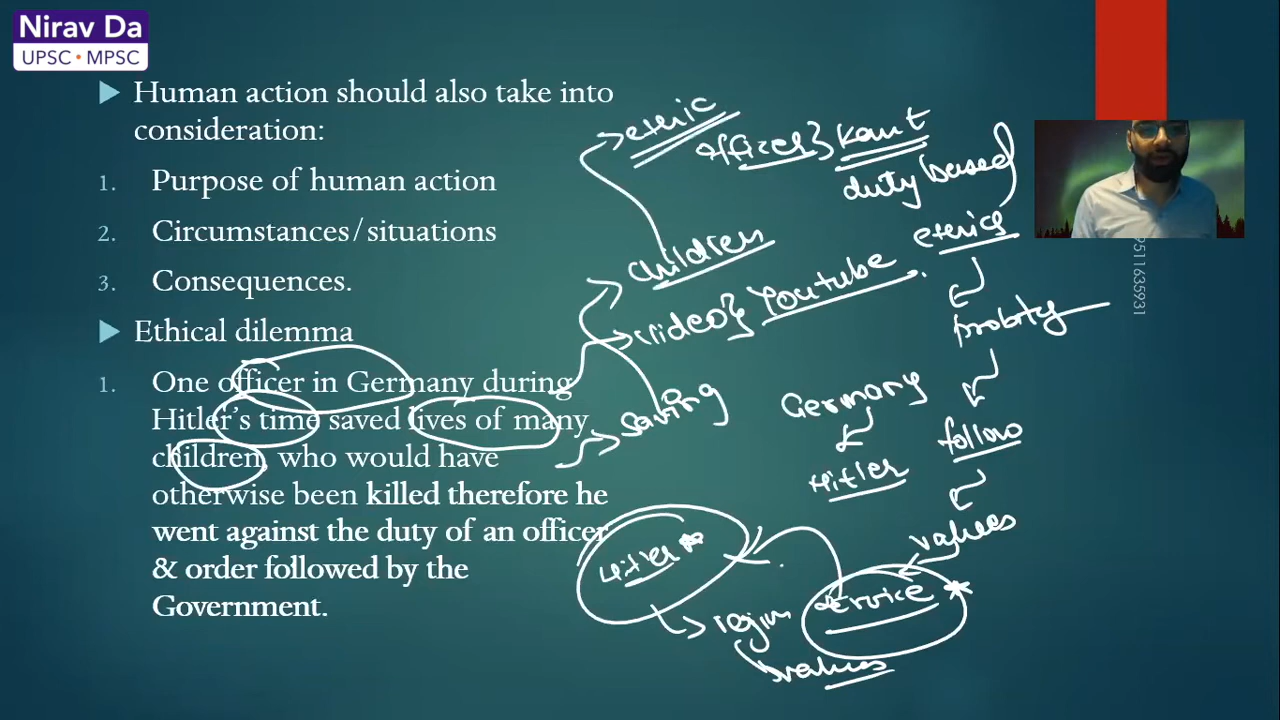 Nirav Da
UPSC • MPSC
Human action should also take into
consideration:
1. Purpose of human action
2. Circumstances/situations
3. Consequences.
Ethical dilemma
1. One officer in Germany during
Hitler's time saved lives of many
children, who would have
otherwise been killed therefore he
went against the duty of an officer
& order followed by the
Government.
officers} Kant
duty based
children
ethics
video} Youtube
probity
saving
Germany
follow
Hitler
values
Hitler
service
regim
values
9511635931